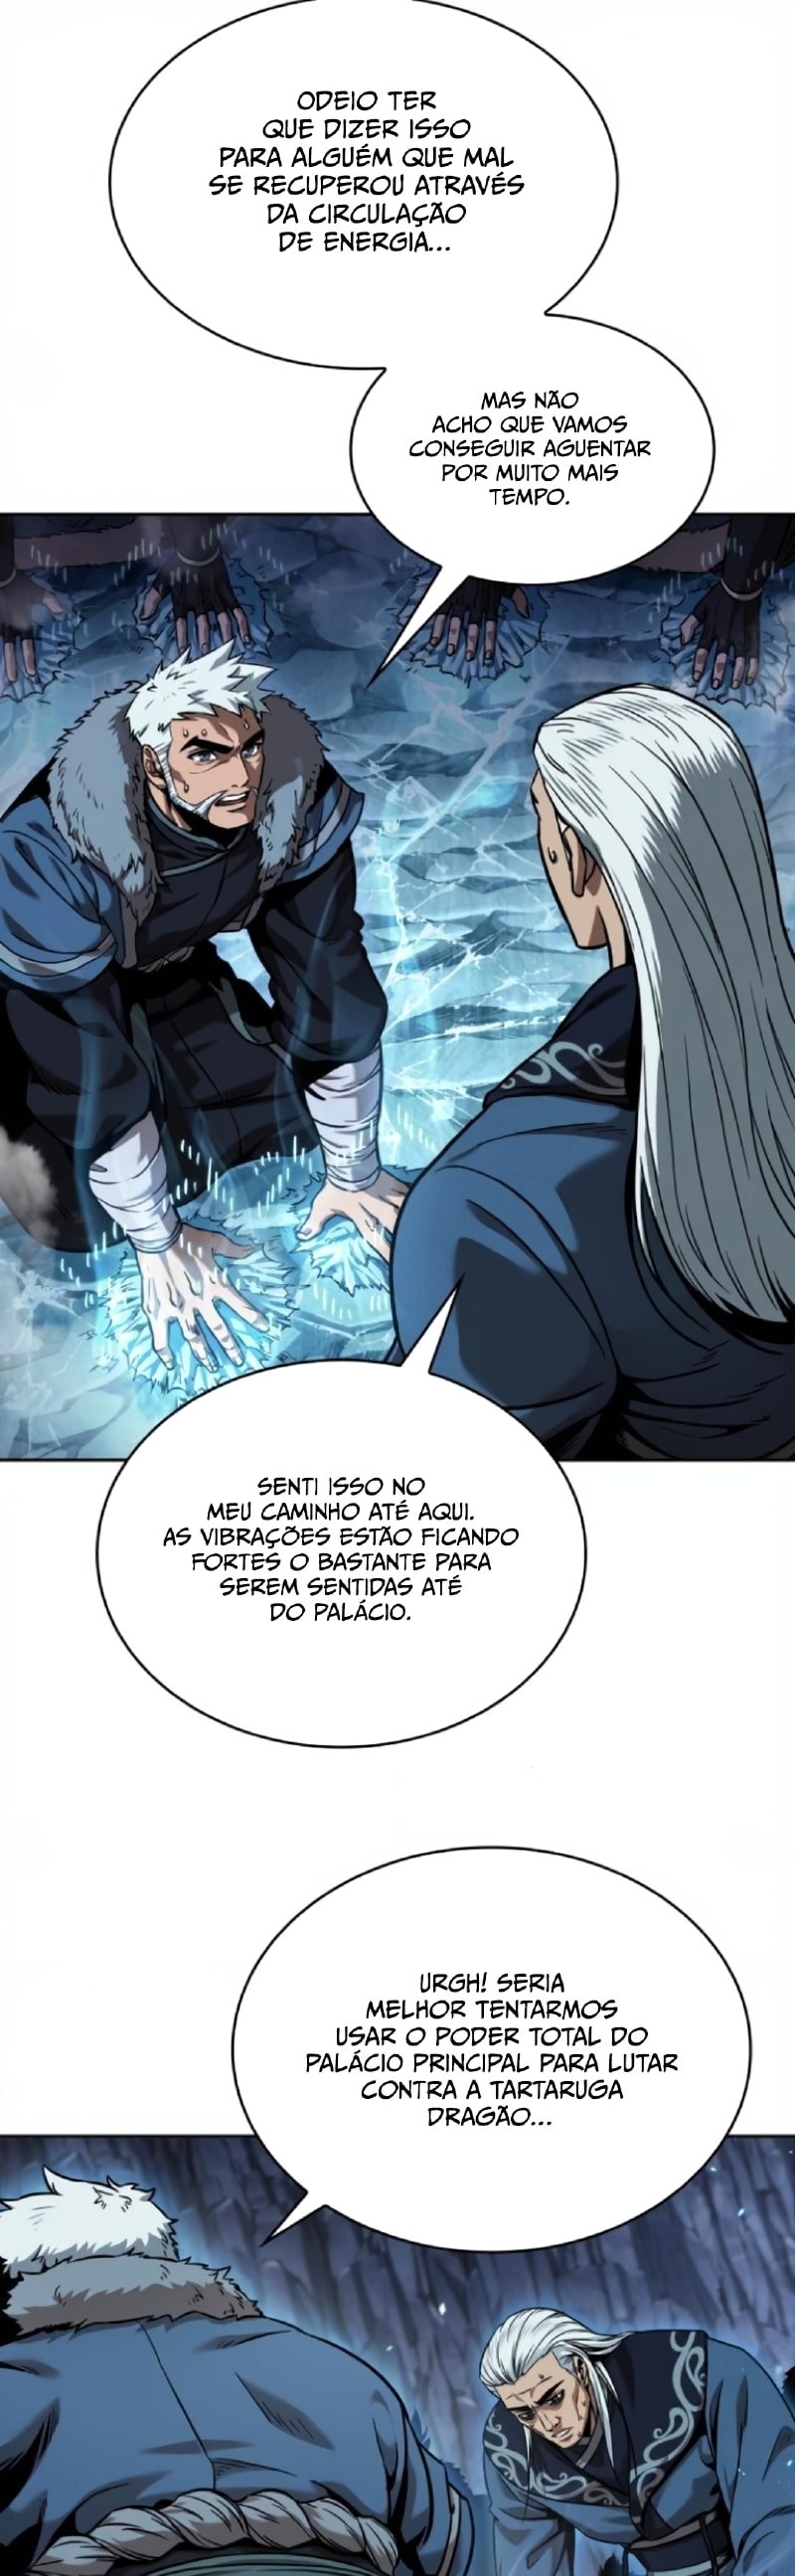 ODEIO TER
QUE DIZER ISSO
PARA ALGUÉM QUE MAL
SE RECUPEROU ATRAVÉS
DA CIRCULAÇÃO
DE ENERGIA...
MAS NÃO
ACHO QUE VAMOS
CONSEGUIR AGUENTAR
POR MUITO MAIS
TEMPO.
SENTI ISSO NO
MEU CAMINHO ATÉ AQUI.
AS VIBRAÇÕES ESTÃO FICANDO
FORTES O BASTANTE PARA
SEREM SENTIDAS ATÉ
DO PALÁCIO.
URGH! SERIA
MELHOR TENTARMOS
USAR O PODER TOTAL DO
PALÁCIO PRINCIPAL PARA LUTAR
CONTRA A TARTARUGA
DRAGÃO...